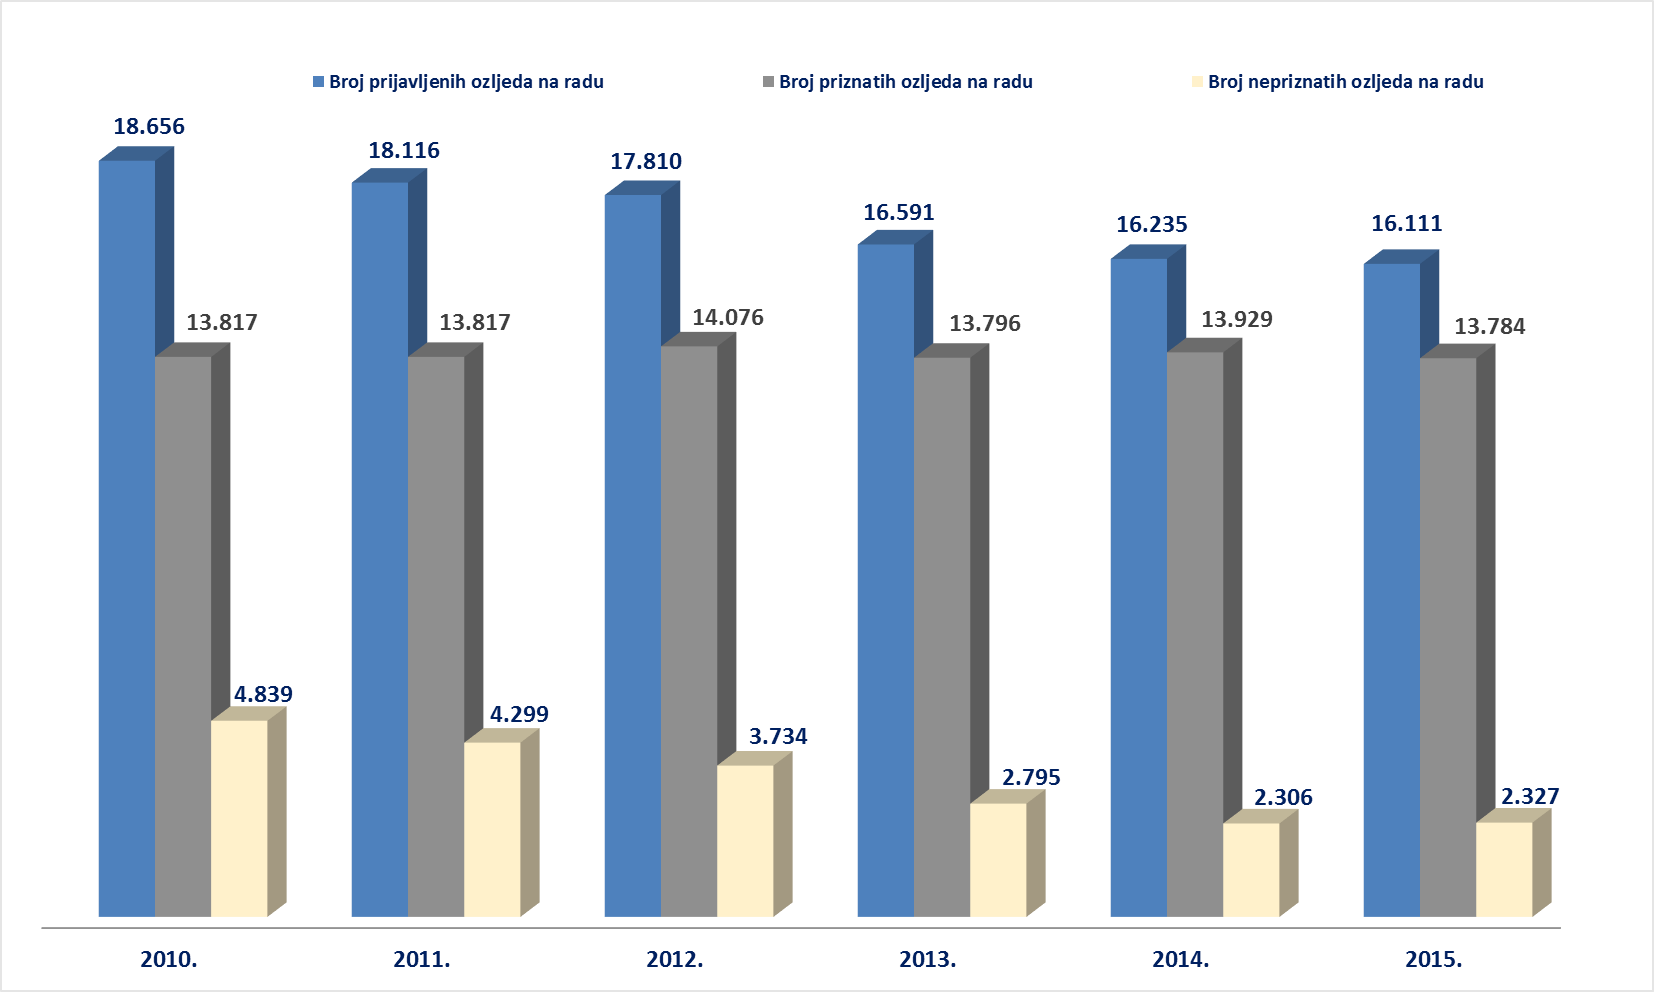 Broj prijavljenih ozljeda na radu Broj priznatih ozljeda na radu Broj nepriznatih ozljeda na radu
18.656 18.116 17.810 16.591 16.235 16.111
13.817 13.817 14.076 13.796 13.929 13.784
4.839 4.299 3.734 2.795 2.306 2.327
2010. 2011. 2012. 2013. 2014. 2015.